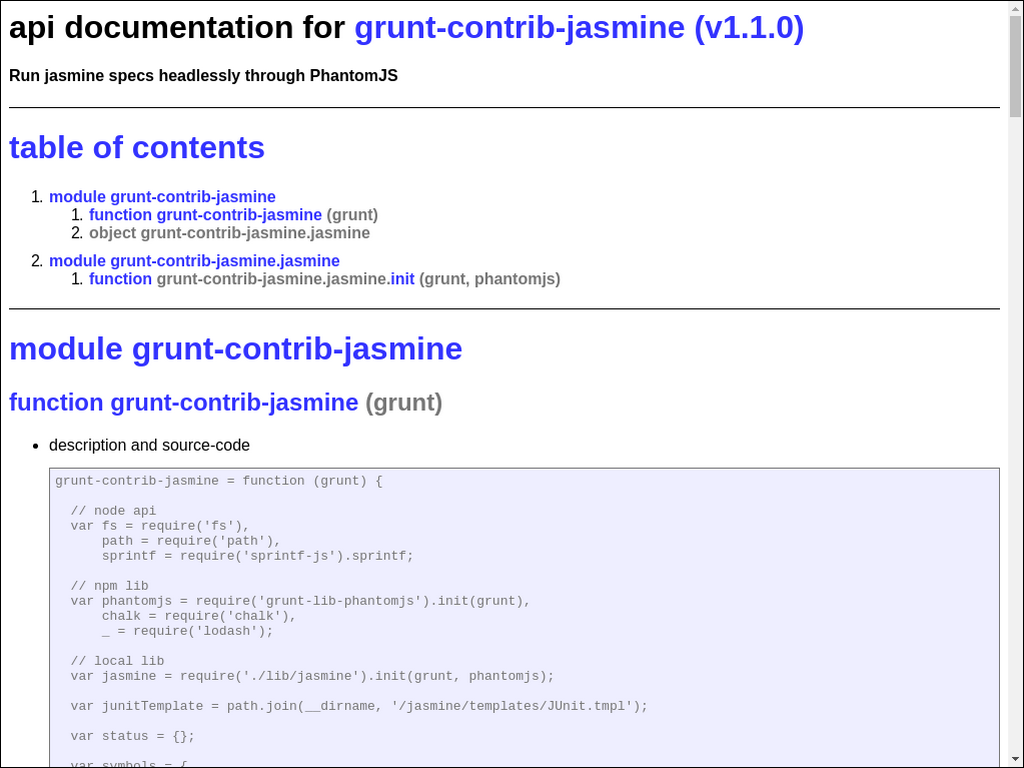 api documentation for grunt-contrib-jasmine (v1.1.0)
Run jasmine specs headlessly through PhantomJS
table of contents
1. module grunt-contrib-jasmine
1. function grunt-contrib-jasmine (grunt)
2. object grunt-contrib-jasmine.jasmine
2. module grunt-contrib-jasmine.jasmine
1. function grunt-contrib-jasmine.jasmine.init (grunt, phantomjs)
module grunt-contrib-jasmine
function grunt-contrib-jasmine (grunt)
• description and source-code
grunt-contrib-jasmine = function (grunt) {
// node api
var fs = require('fs'),
path = require('path'),
sprintf = require('sprintf-js').sprintf;
// npm lib
var phantomjs = require('grunt-lib-phantomjs').init(grunt),
chalk = require('chalk'),
_ = require('lodash');
// local lib
var jasmine = require('./lib/jasmine').init(grunt, phantomjs);
var junitTemplate = path.join(__dirname, '/jasmine/templates/JUnit.tmpl');
var status = {};
var symbols = {